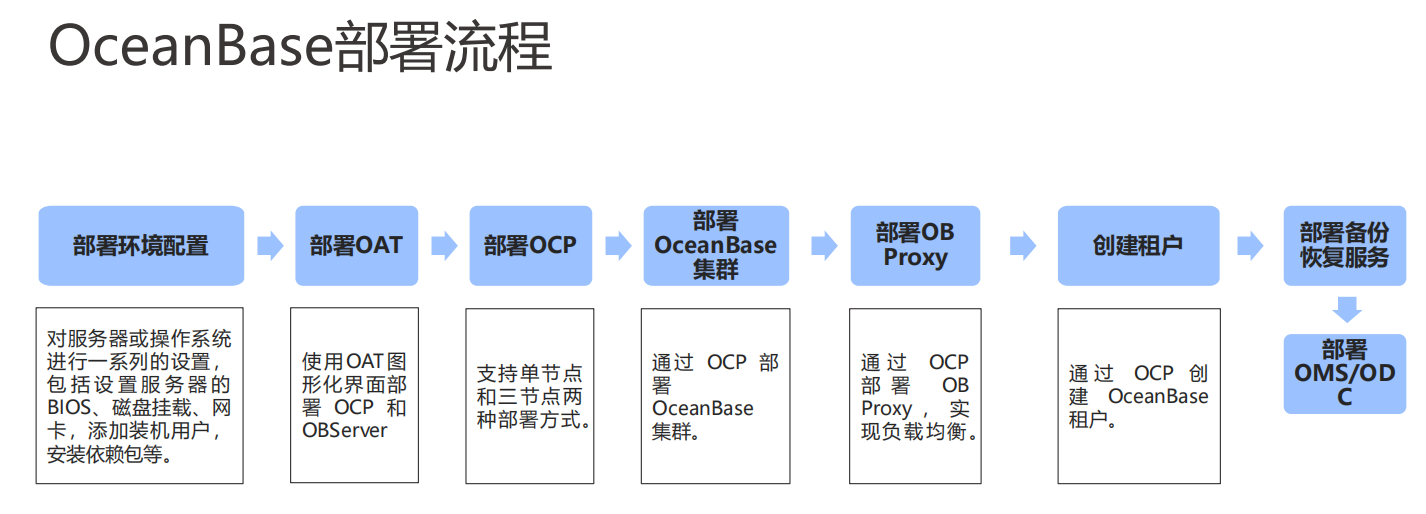 OceanBase部署流程
部署环境配置
部署OAT
部署OCP
部署
OceanBase
集群
部署OB
Proxy
创建租户
部署备份
恢复服务
对服务器或操作系统
进行一系列的设置，
包括设置服务器的
BIOS、磁盘挂载、网
卡，添加装机用户，
安装依赖包等。
使用OAT图
形化界面部
署 OCP 和
OBServer
支持单节点
和三节点两
种部署方式。
通过 OCP 部
署
OceanBase
集群。
通过 OCP
部署 OB
Proxy，实
现负载均衡。
通过 OCP 创
建 OceanBase
租户。
部署
OMS/OD
C